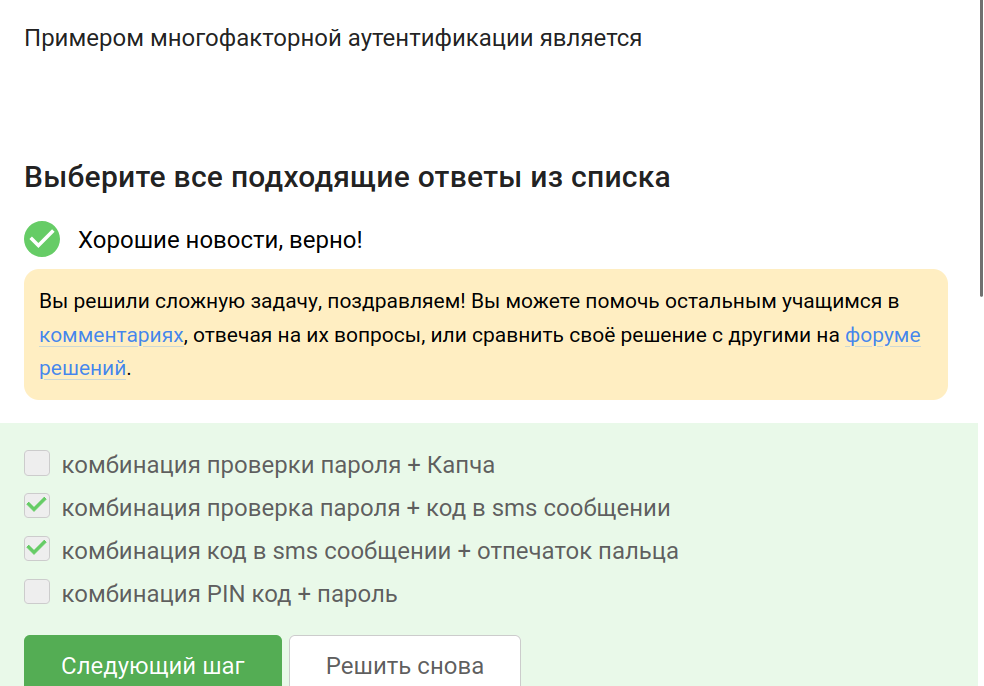 Примером многофакторной аутентификации является
Выберите все подходящие ответы из списка
Хорошие новости, верно!
Вы решили сложную задачу, поздравляем! Вы можете помочь остальным учащимся в
комментариях, отвечая на их вопросы, или сравнить своё решение с другими на форуме
решений.
комбинация проверки пароля + Капча
комбинация проверка пароля + код в sms сообщении
комбинация код в sms сообщении + отпечаток пальца
комбинация PIN код + пароль
Следующий шаг
Решить снова